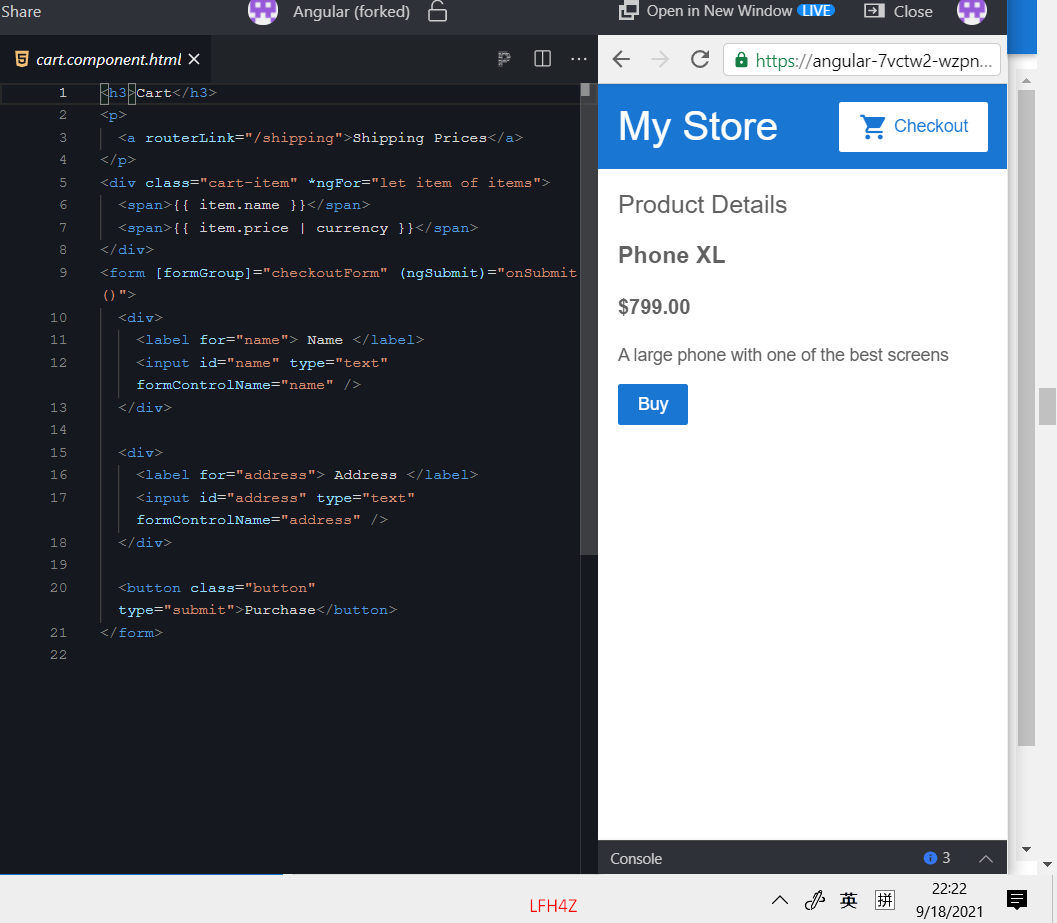 Share
Angular (forked)
Open in New Window LIVE
Close
cart.component.html
1 <h3>Cart</h3>
2 <p>
3 <a routerLink="/shipping">Shipping Prices</a>
4 </p>
5 <div class="cart-item" *ngFor="let item of items">
6 <span>{{ item.name }}</span>
7 <span>{{ item.price | currency }}</span>
8 </div>
9 <form [formGroup]="checkoutForm" (ngSubmit)="onSubmit
()">
10 <div>
11 <label for="name"> Name </label>
12 <input id="name" type="text"
formControlName="name" />
13 </div>
14
15 <div>
16 <label for="address"> Address </label>
17 <input id="address" type="text"
formControlName="address" />
18 </div>
19
20 <button class="button"
type="submit">Purchase</button>
21 </form>
22
https://angular-7vctw2-wzpn...
My Store
Checkout
Product Details
Phone XL
$799.00
A large phone with one of the best screens
Buy
Console
3
LFH4Z
英
拼
22:22
9/18/2021